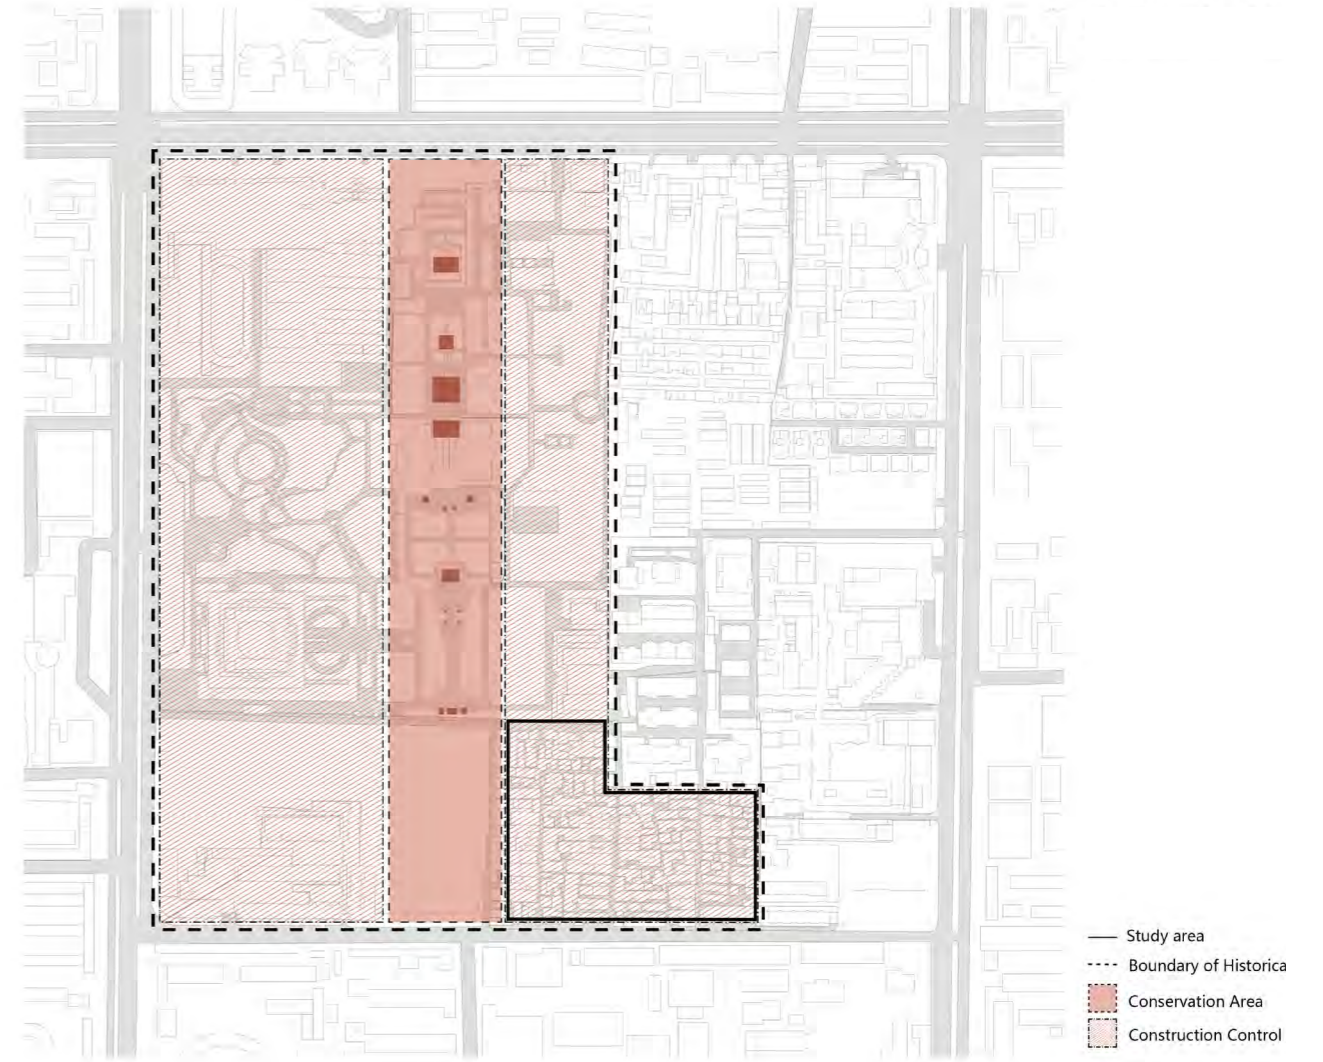 Study area
Boundary of Historica
Conservation Area
Construction Control